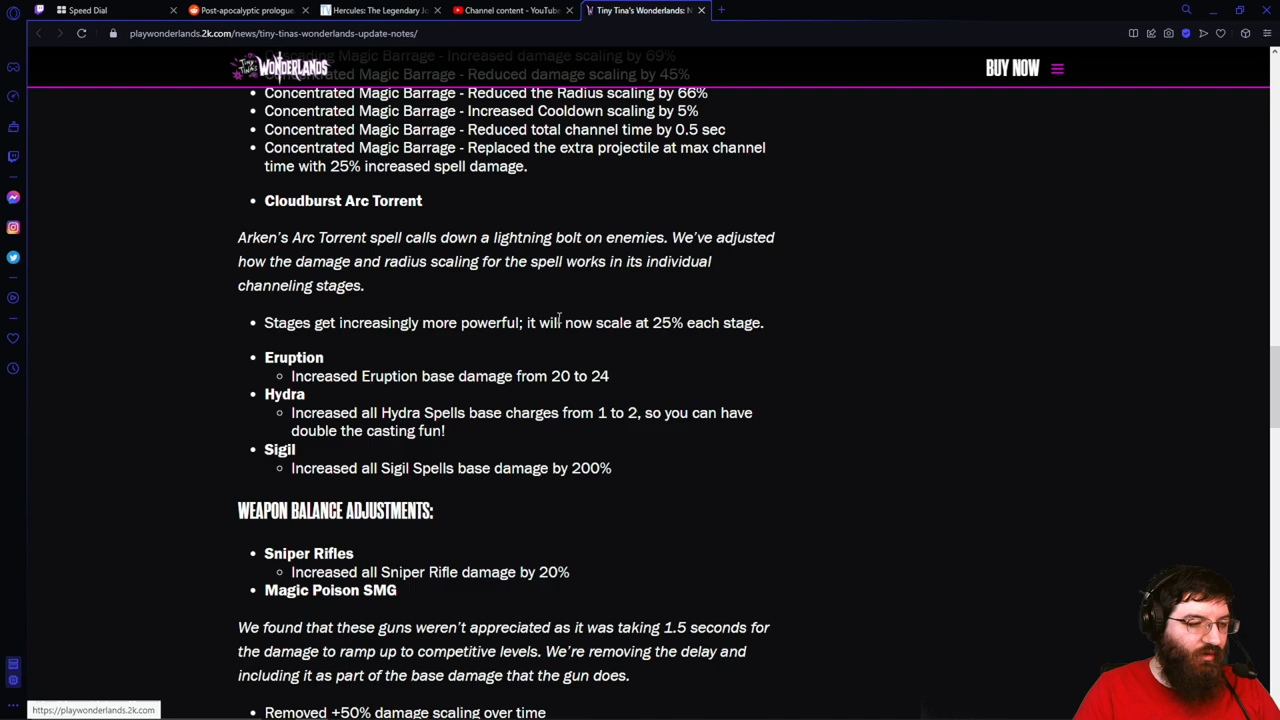 Speed Dial
Post-apocalyptic prologue.
Hercules: The Legendary Jo
Channel content - YouTube
Tiny Tina's Wonderlands: N
playwonderlands.2k.com/news/tiny-tinas-wonderlands-update-notes/
Cascading Magic Barrage - Increased damage scaling by 69%
TINY TINA'S WONDERLANDS
BUY NOW
Concentrated Magic Barrage - Reduced damage scaling by 45%
• Concentrated Magic Barrage - Reduced the Radius scaling by 66%
• Concentrated Magic Barrage - Increased Cooldown scaling by 5%
• Concentrated Magic Barrage - Reduced total channel time by 0.5 sec
• Concentrated Magic Barrage - Replaced the extra projectile at max channel
time with 25% increased spell damage.
• Cloudburst Arc Torrent
Arken's Arc Torrent spell calls down a lightning bolt on enemies. We've adjusted
how the damage and radius scaling for the spell works in its individual
channeling stages.
• Stages get increasingly more powerful; it will now scale at 25% each stage.
• Eruption
○ Increased Eruption base damage from 20 to 24
• Hydra
○ Increased all Hydra Spells base charges from 1 to 2, so you can have
double the casting fun!
• Sigil
○ Increased all Sigil Spells base damage by 200%
WEAPON BALANCE ADJUSTMENTS:
• Sniper Rifles
○ Increased all Sniper Rifle damage by 20%
• Magic Poison SMG
We found that these guns weren't appreciated as it was taking 1.5 seconds for
the damage to ramp up to competitive levels. We're removing the delay and
including it as part of the base damage that the gun does.
• Removed +50% damage scaling over time
https://playwonderlands.2k.com